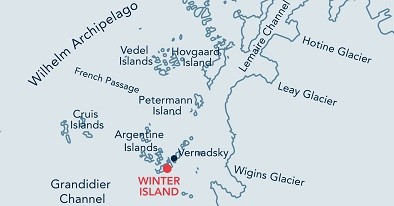 Wilhelm Archipelago
Vedel
Islands
Hovgaard
Island
Lemaire Channel
Hotine Glacier
French Passage
Petermann
Island
Leay Glacier
Cruis
Islands
Argentine
Islands
Vernadsky
WINTER
ISLAND
Wigins Glacier
Grandidier
Channel